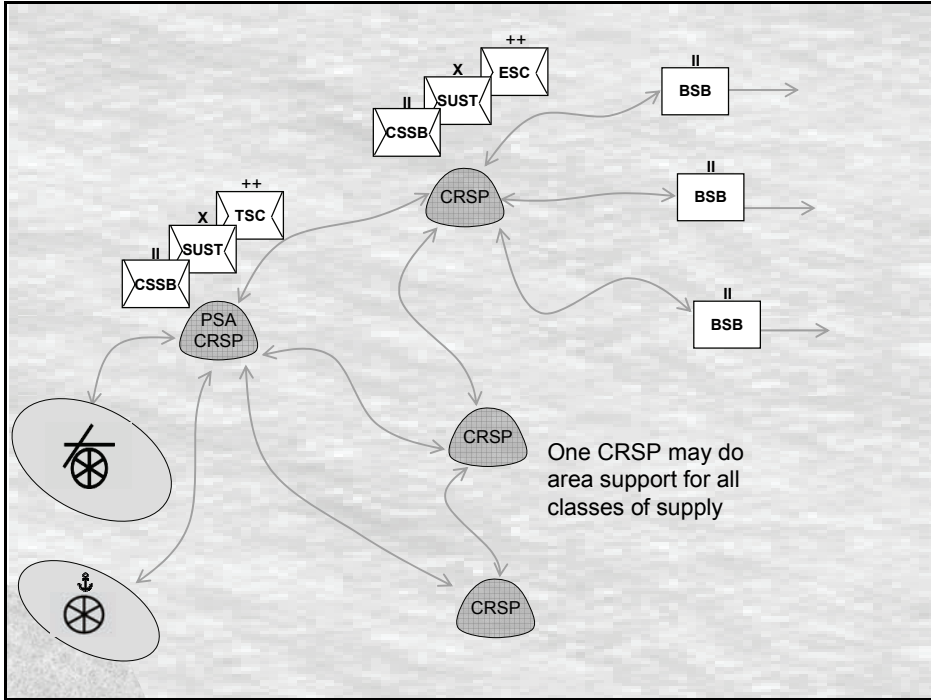 ++
ESC
X
SUST
II
CSSB
II
BSB
CRSP
II
BSB
++
TSC
X
SUST
II
CSSB
PSA
CRSP
II
BSB
CRSP
One CRSP may do
area support for all
classes of supply
CRSP